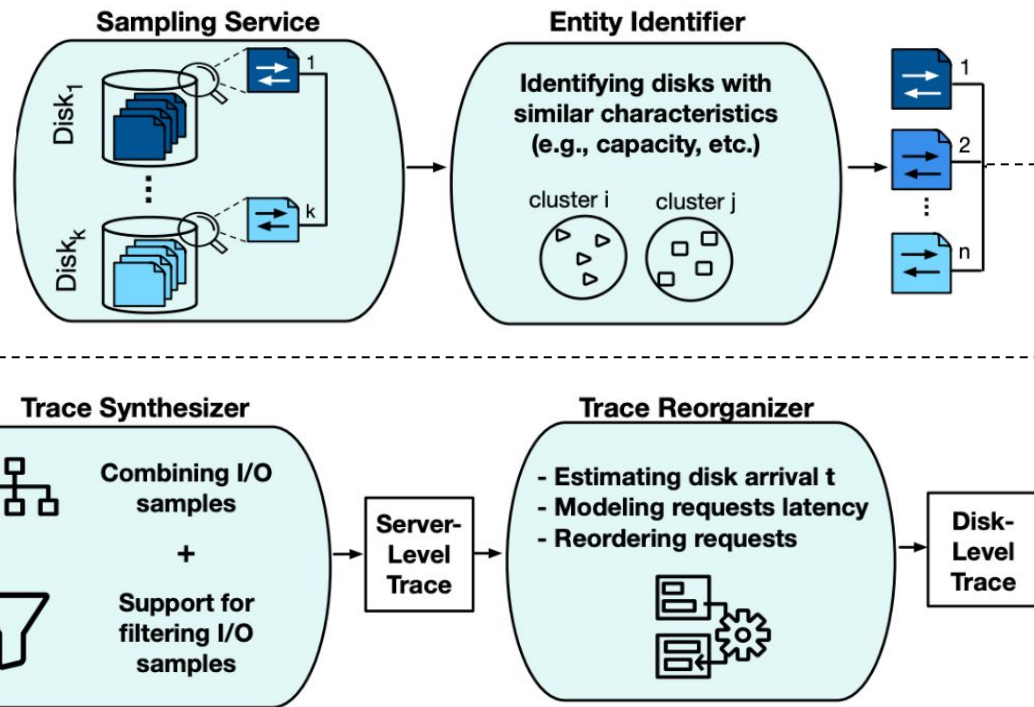 Sampling Service
Disk1
1
⋮
Diskk
k
Entity Identifier
Identifying disks with
similar characteristics
(e.g., capacity, etc.)
cluster i
cluster j
1
2
⋮
n
Trace Synthesizer
Combining I/O
samples
+
Support for
filtering I/O
samples
Server-
Level
Trace
Trace Reorganizer
- Estimating disk arrival t
- Modeling requests latency
- Reordering requests
Disk-
Level
Trace